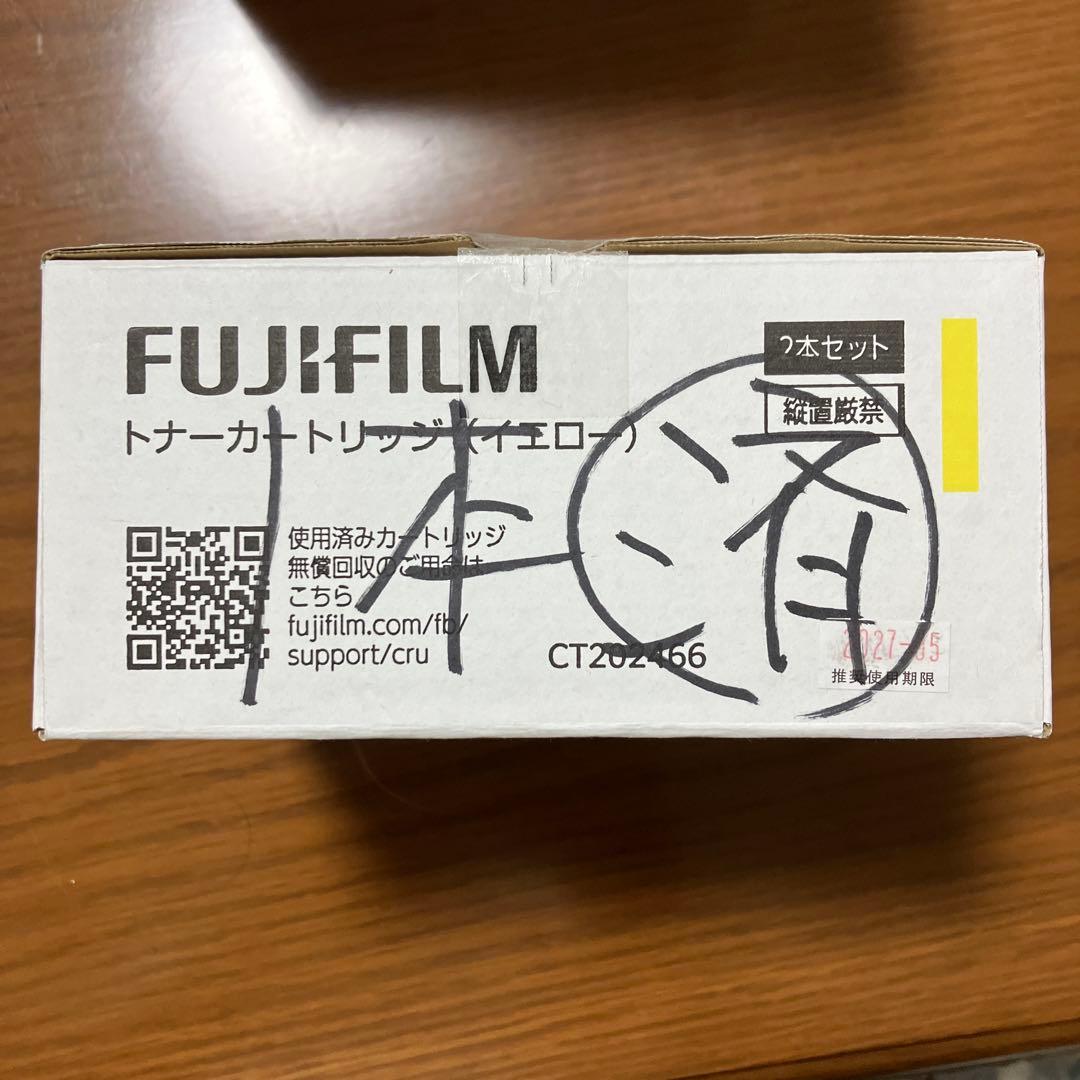 FUJIFILM
トナーカートリッジ（イエロー）
2本セット
縦置厳禁
1本済
使用済みカートリッジ
無償回収のご用命は
こちら
fujifilm.com/fb/
support/cru
CT202466
2027-05
推奨使用期限